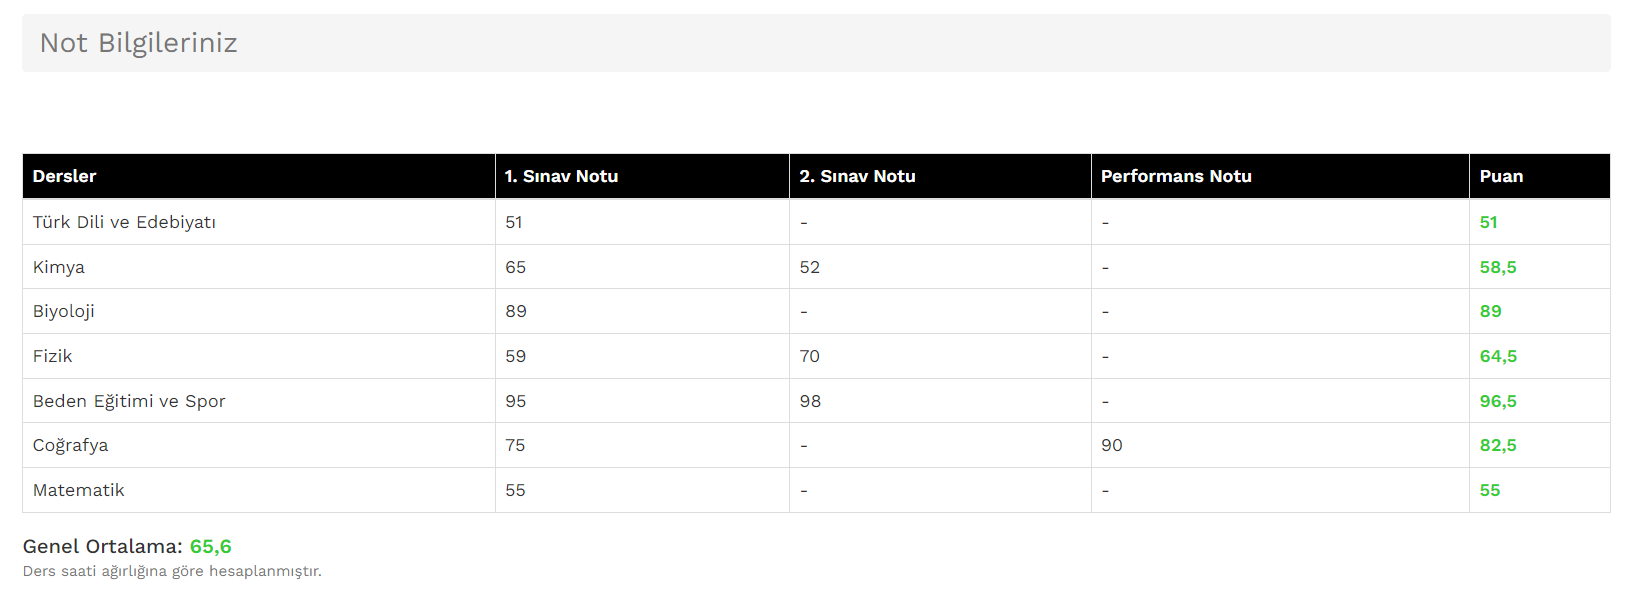 Not Bilgileriniz
Dersler 1. Sınav Notu 2. Sınav Notu Performans Notu Puan
Türk Dili ve Edebiyatı 51 - - 51
Kimya 65 52 - 58,5
Biyoloji 89 - - 89
Fizik 59 70 - 64,5
Beden Eğitimi ve Spor 95 98 - 96,5
Coğrafya 75 - 90 82,5
Matematik 55 - - 55
Genel Ortalama: 65,6
Ders saati ağırlığına göre hesaplanmıştır.